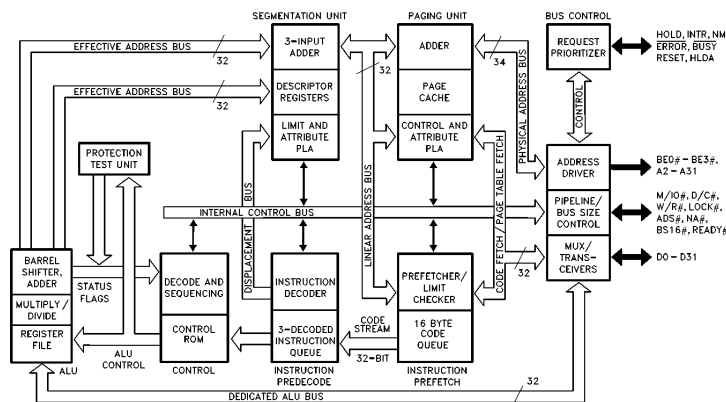 SEGMENTATION UNIT
PAGING UNIT
BUS CONTROL
EFFECTIVE ADDRESS BUS
32
3-INPUT
ADDER
32
ADDER
34
REQUEST
PRIORITIZER
HOLD, INTR, NM
ERROR, BUSY
RESET, HLDA
EFFECTIVE ADDRESS BUS
32
DESCRIPTOR
REGISTERS
PAGE
CACHE
PHYSICAL ADDRESS BUS
CONTROL
LIMIT AND
ATTRIBUTE
PLA
CONTROL AND
ATTRIBUTE
PLA
PROTECTION
TEST UNIT
ADDRESS
DRIVER
BE0# - BE3#,
A2 - A31
DISPLACEMENT BUS
INTERNAL CONTROL BUS
LINEAR ADDRESS BUS
CODE FETCH / PAGE TABLE FETCH
PIPELINE/
BUS SIZE
CONTROL
M/IO#, D/C#,
W/R#, LOCK#,
ADS#, NA#,
BS16#, READY#
BARREL
SHIFTER,
ADDER
STATUS
FLAGS
DECODE AND
SEQUENCING
INSTRUCTION
DECODER
PREFETCHER/
LIMIT
CHECKER
32
MUX/
TRANS-
CEIVERS
D0 - D31
MULTIPLY/
DIVIDE
REGISTER
FILE
CONTROL
ROM
3-DECODED
INSTRUCTION
QUEUE
CODE
STREAM
32-BIT
16 BYTE
CODE
QUEUE
ALU
ALU
CONTROL
CONTROL
INSTRUCTION
PREDECODE
INSTRUCTION
PREFETCH
DEDICATED ALU BUS
32